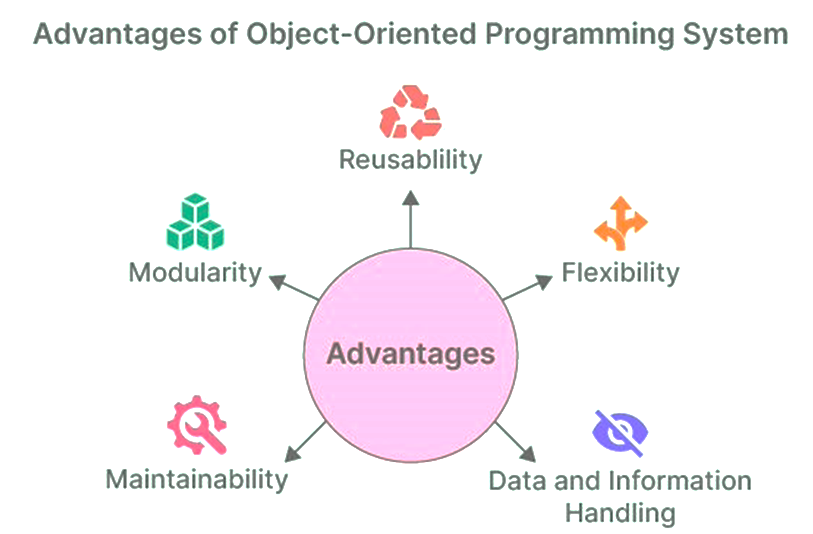 Advantages of Object-Oriented Programming System
Reusablility
Modularity
Flexibility
Advantages
Maintainability
Data and Information
Handling